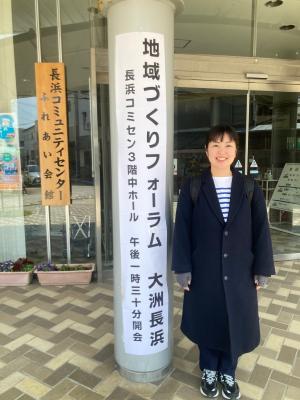 長浜コミュニティセンター
ふれあい会館
地域づくりフォーラム 大洲長浜
長浜コミセン3階中ホール 午後一時三十分開会